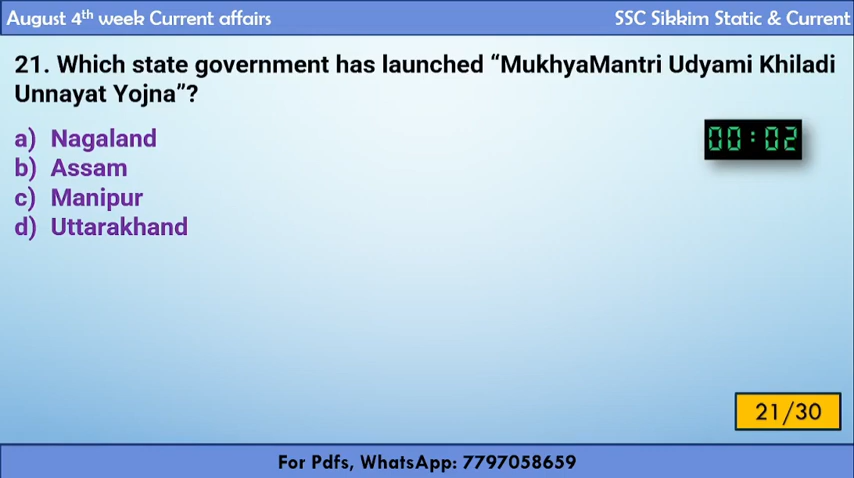 August 4th week Current affairs
SSC Sikkim Static & Current
21. Which state government has launched “MukhyaMantri Udyami Khiladi
Unnayat Yojna”?
00:02
a) Nagaland
b) Assam
c) Manipur
d) Uttarakhand
21/30
For Pdfs, WhatsApp: 7797058659